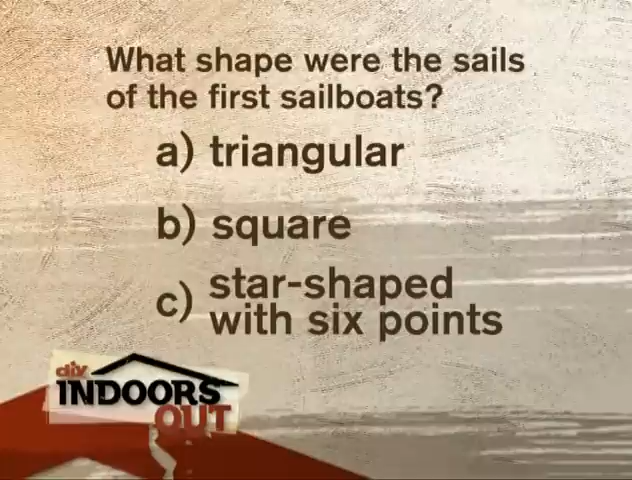 What shape were the sails
of the first sailboats?
a) triangular
b) square
c) star-shaped
with six points
diy
INDOORS
OUT